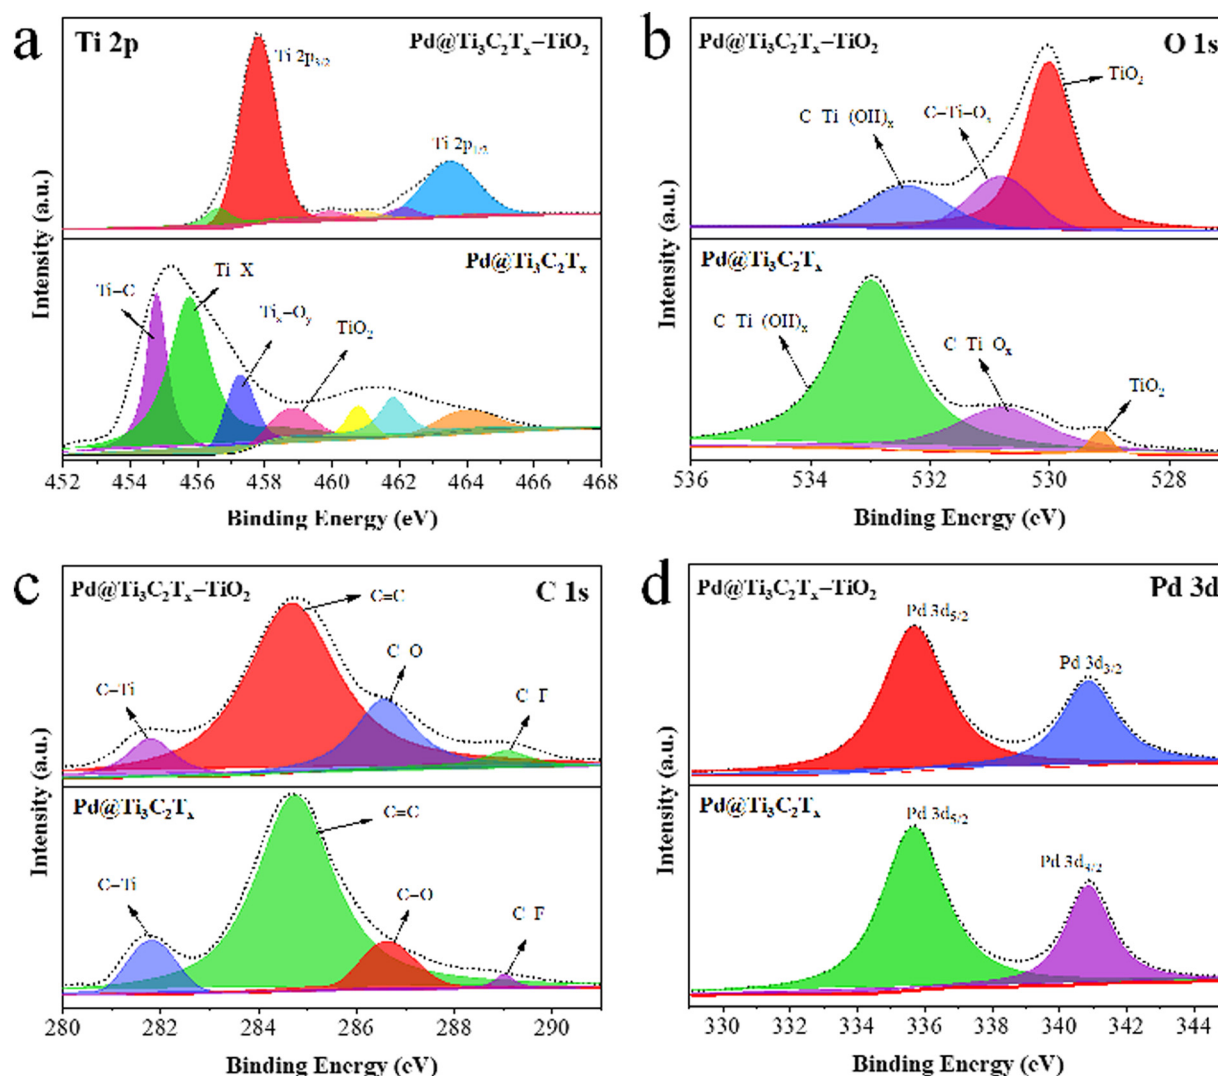 a
Ti 2p
Pd@Ti₃C₂Tₓ−TiO₂
Ti 2p₃/₂
Ti 2p₁/₂
Pd@Ti₃C₂Tₓ
Ti−C
Ti X
Tiₓ−Oᵧ
TiO₂
Intensity (a.u.)
452 454 456 458 460 462 464 466 468
Binding Energy (eV)
b
Pd@Ti₃C₂Tₓ−TiO₂
O 1s
TiO₂
C Ti (OH)ₓ
C−Ti−Oₓ
Pd@Ti₃C₂Tₓ
C Ti (OH)ₓ
C Ti Oₓ
TiO₂
Intensity (a.u.)
536 534 532 530 528
Binding Energy (eV)
c
Pd@Ti₃C₂Tₓ−TiO₂
C 1s
C=C
C O
C−Ti
C F
Pd@Ti₃C₂Tₓ
C=C
C−Ti
C−O
C F
Intensity (a.u.)
280 282 284 286 288 290
Binding Energy (eV)
d
Pd@Ti₃C₂Tₓ−TiO₂
Pd 3d
Pd 3d₅/₂
Pd 3d₃/₂
Pd@Ti₃C₂Tₓ
Pd 3d₅/₂
Pd 3d₃/₂
Intensity (a.u.)
330 332 334 336 338 340 342 344
Binding Energy (eV)